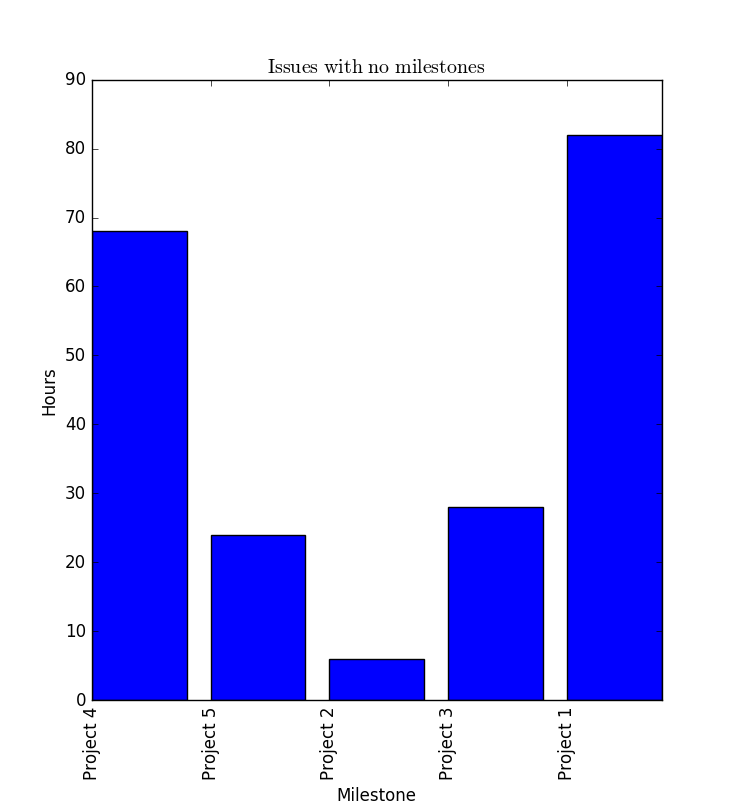 Issues with no milestones
90
80
70
60
50
40
30
20
10
0
Hours
Project 4
Project 5
Project 2
Project 3
Project 1
Milestone